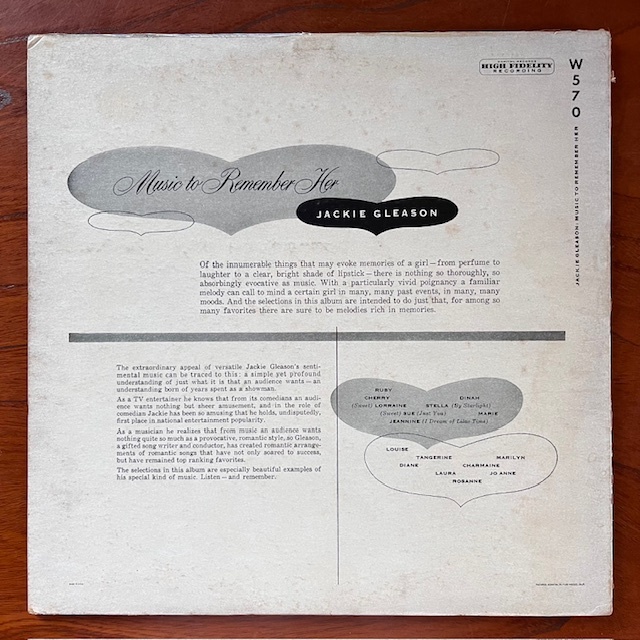 HIGH FIDELITY
RECORDING
W570
JACKIE GLEASON: MUSIC TO REMEMBER HER
Music to Remember Her
JACKIE GLEASON
Of the innumerable things that may evoke memories of a girl—from perfume to
laughter to a clear, bright shade of lipstick—there is nothing so thoroughly, so
absorbingly evocative as music. With a particularly vivid poignancy a familiar
melody can call to mind a certain girl in many, many past events, in many, many
moods. And the selections in this album are intended to do just that, for among so
many favorites there are sure to be melodies rich in memories.
The extraordinary appeal of versatile Jackie Gleason's senti-
mental music can be traced to this: a simple yet profound
understanding of just what it is that an audience wants—an
understanding born of years spent as a showman.
As a TV entertainer he knows that from its comedians an audi-
ence wants nothing but sheer amusement, and in the role of
comedian Jackie has been so amusing that he holds, undisputedly,
first place in national entertainment popularity.
As a musician he realizes that from music an audience wants
nothing quite so much as a provocative, romantic style, so Gleason,
a gifted song writer and conductor, has created romantic arrange-
ments of romantic songs that have not only soared to success,
but have remained top ranking favorites.
The selections in this album are especially beautiful examples of
his special kind of music. Listen—and remember.
RUBY
CHERRY DINAH
(Sweet) LORRAINE STELLA (By Starlight)
(Sweet) SUE (Just You) MARIE
JEANNINE (I Dream of Lilac Time)
LOUISE
TANGERINE MARILYN
DIANE CHARMAINE
LAURA JO ANNE
ROSANNE